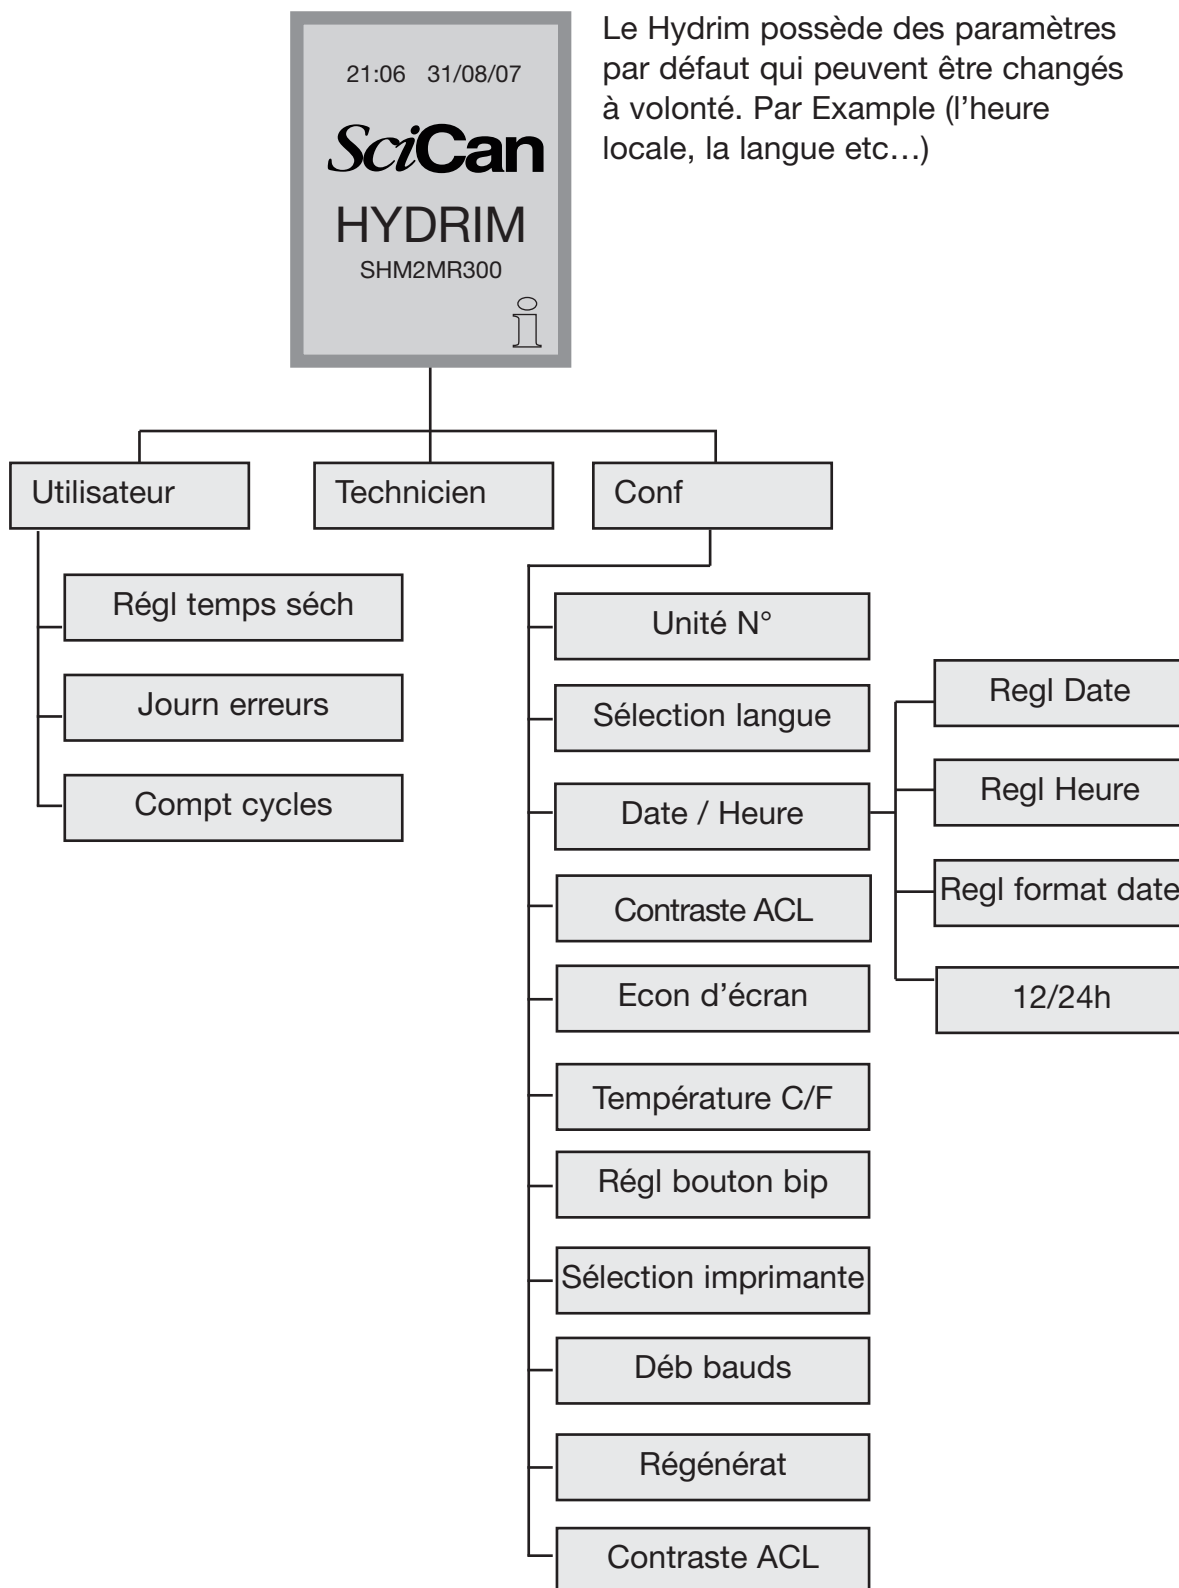 21:06 31/08/07
SciCan
HYDRIM
SHM2MR300
i
Le Hydrim possède des paramètres
par défaut qui peuvent être changés
à volonté. Par Example (l’heure
locale, la langue etc…)
Utilisateur
Technicien
Conf
Régl temps séch
Journ erreurs
Compt cycles
Unité N°
Sélection langue
Date / Heure
Contraste ACL
Econ d’écran
Température C/F
Régl bouton bip
Sélection imprimante
Déb bauds
Régénérat
Contraste ACL
Regl Date
Regl Heure
Regl format date
12/24h